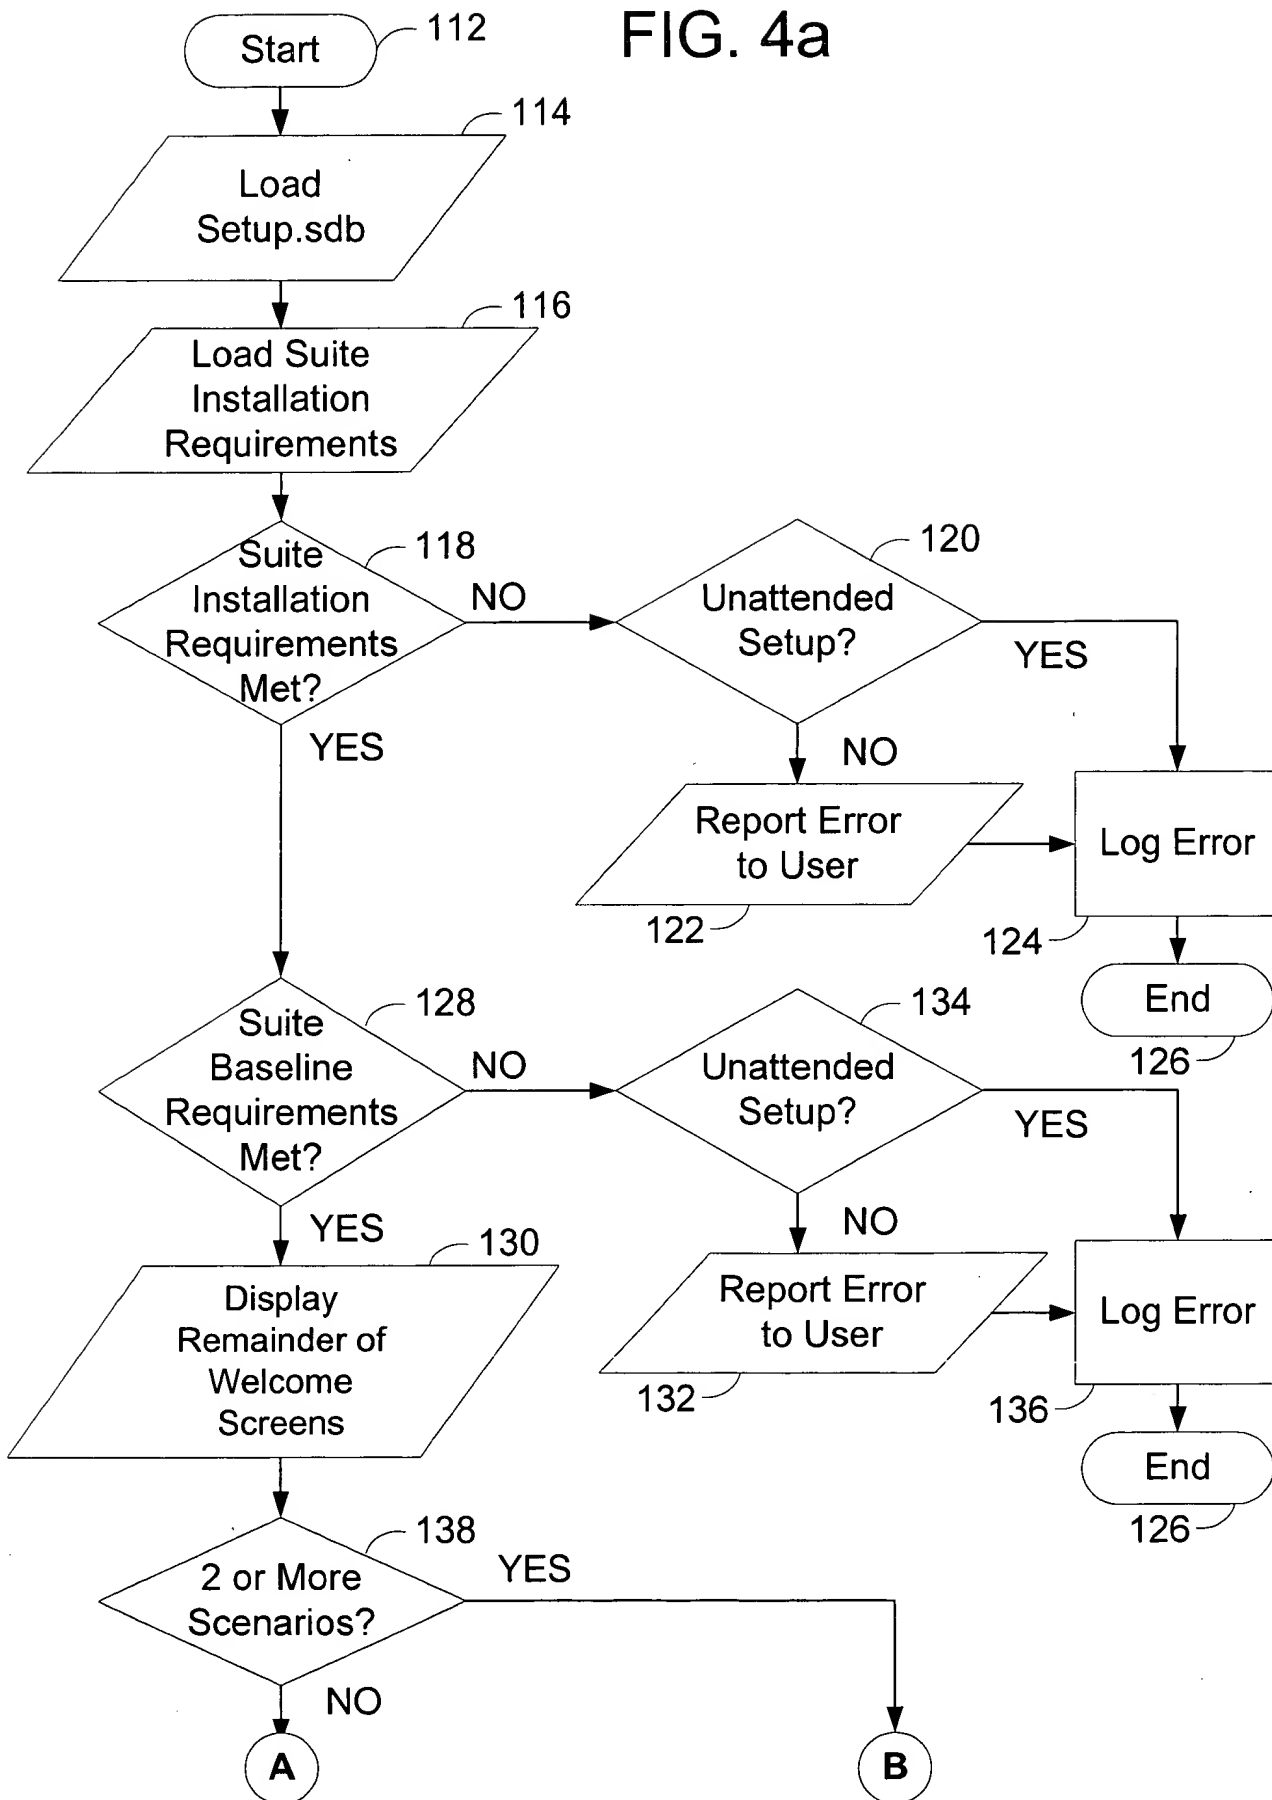 FIG. 4a
Start
112
114
Load
Setup.sdb
116
Load Suite
Installation
Requirements
118
Suite
Installation
Requirements
Met?
NO
YES
120
Unattended
Setup?
YES
NO
Report Error
to User
122
Log Error
124
End
126
128
Suite
Baseline
Requirements
Met?
NO
YES
134
Unattended
Setup?
YES
NO
Report Error
to User
132
Log Error
136
End
126
130
Display
Remainder of
Welcome
Screens
138
2 or More
Scenarios?
YES
NO
A
B